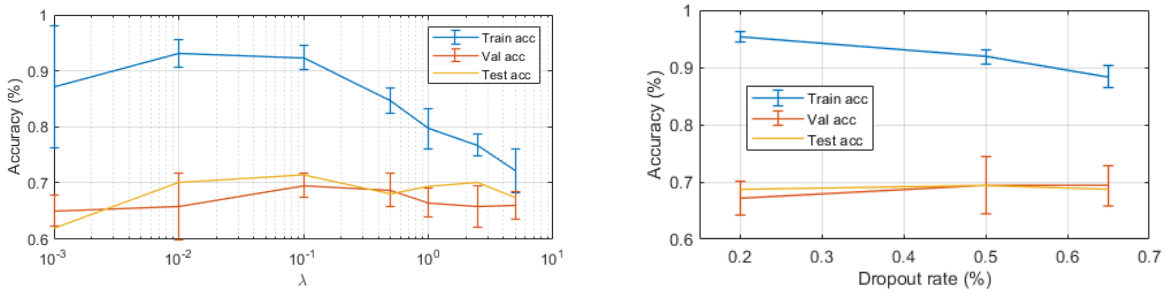 1
0.9
0.8
0.7
0.6
Accuracy (%)
10-3
10-2
10-1
100
101
λ
Train acc
Val acc
Test acc
1
0.9
0.8
0.7
0.6
Accuracy (%)
0.2
0.3
0.4
0.5
0.6
0.7
Dropout rate (%)
Train acc
Val acc
Test acc